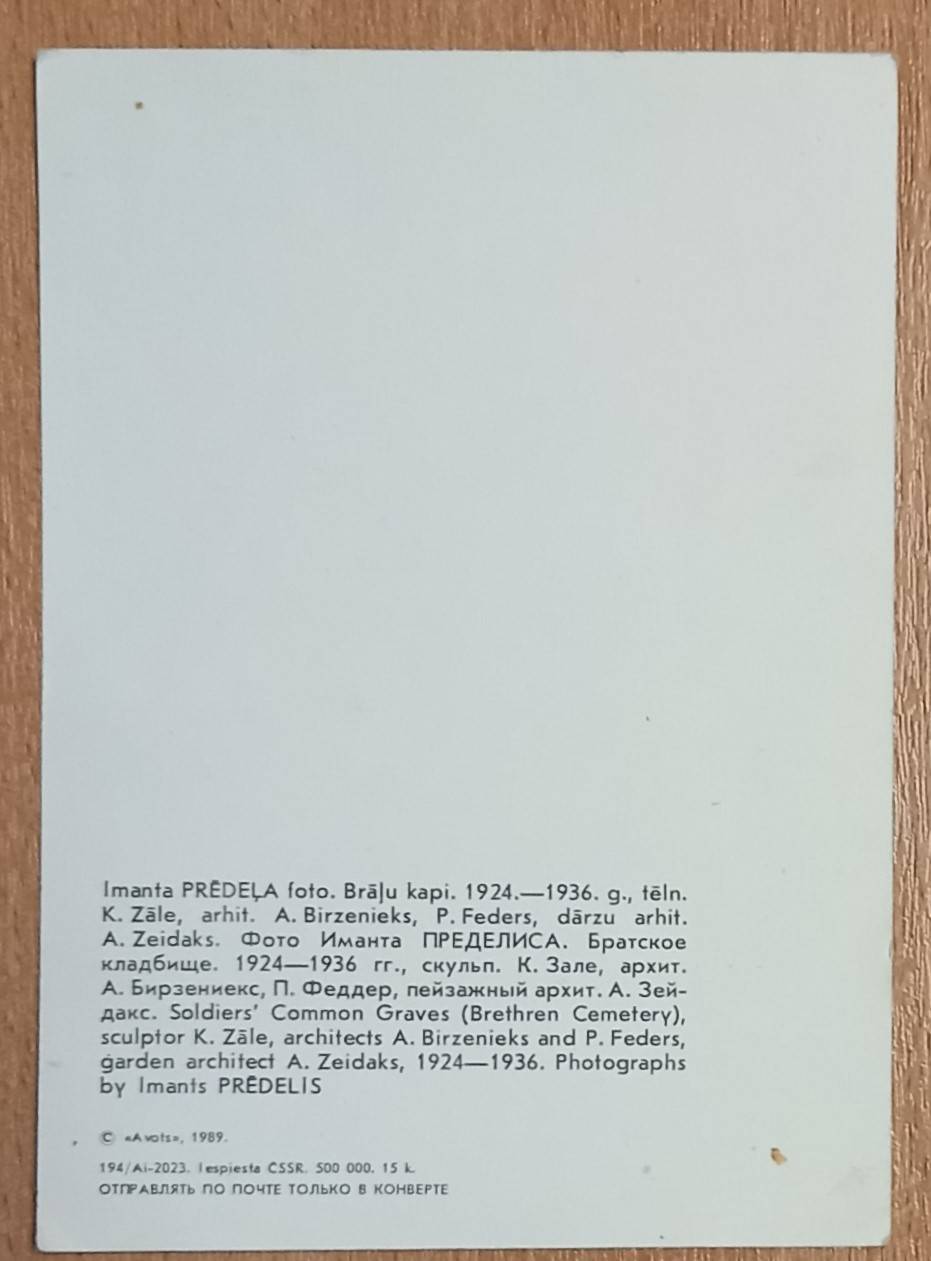 Imanta PRĒDEĻA foto. Brāļu kapi. 1924.—1936. g., tēln.
K. Zāle, arhit. A. Birzenieks, P. Feders, dārzu arhit.
A. Zeidaks. Фото Иманта ПРЕДЕЛИСА. Братское
кладбище. 1924—1936 гг., скульп. К. Зале, архит.
А. Бирзениекс, П. Феддер, пейзажный архит. А. Зей-
дакс. Soldiers' Common Graves (Brethren Cemetery),
sculptor K. Zāle, architects A. Birzenieks and P. Feders,
garden architect A. Zeidaks, 1924—1936. Photographs
by Imants PRĒDELIS
© «Avots», 1989.
194/Ai-2023. Iespiests ČSSR. 500 000. 15 k.
ОТПРАВЛЯТЬ ПО ПОЧТЕ ТОЛЬКО В КОНВЕРТЕ